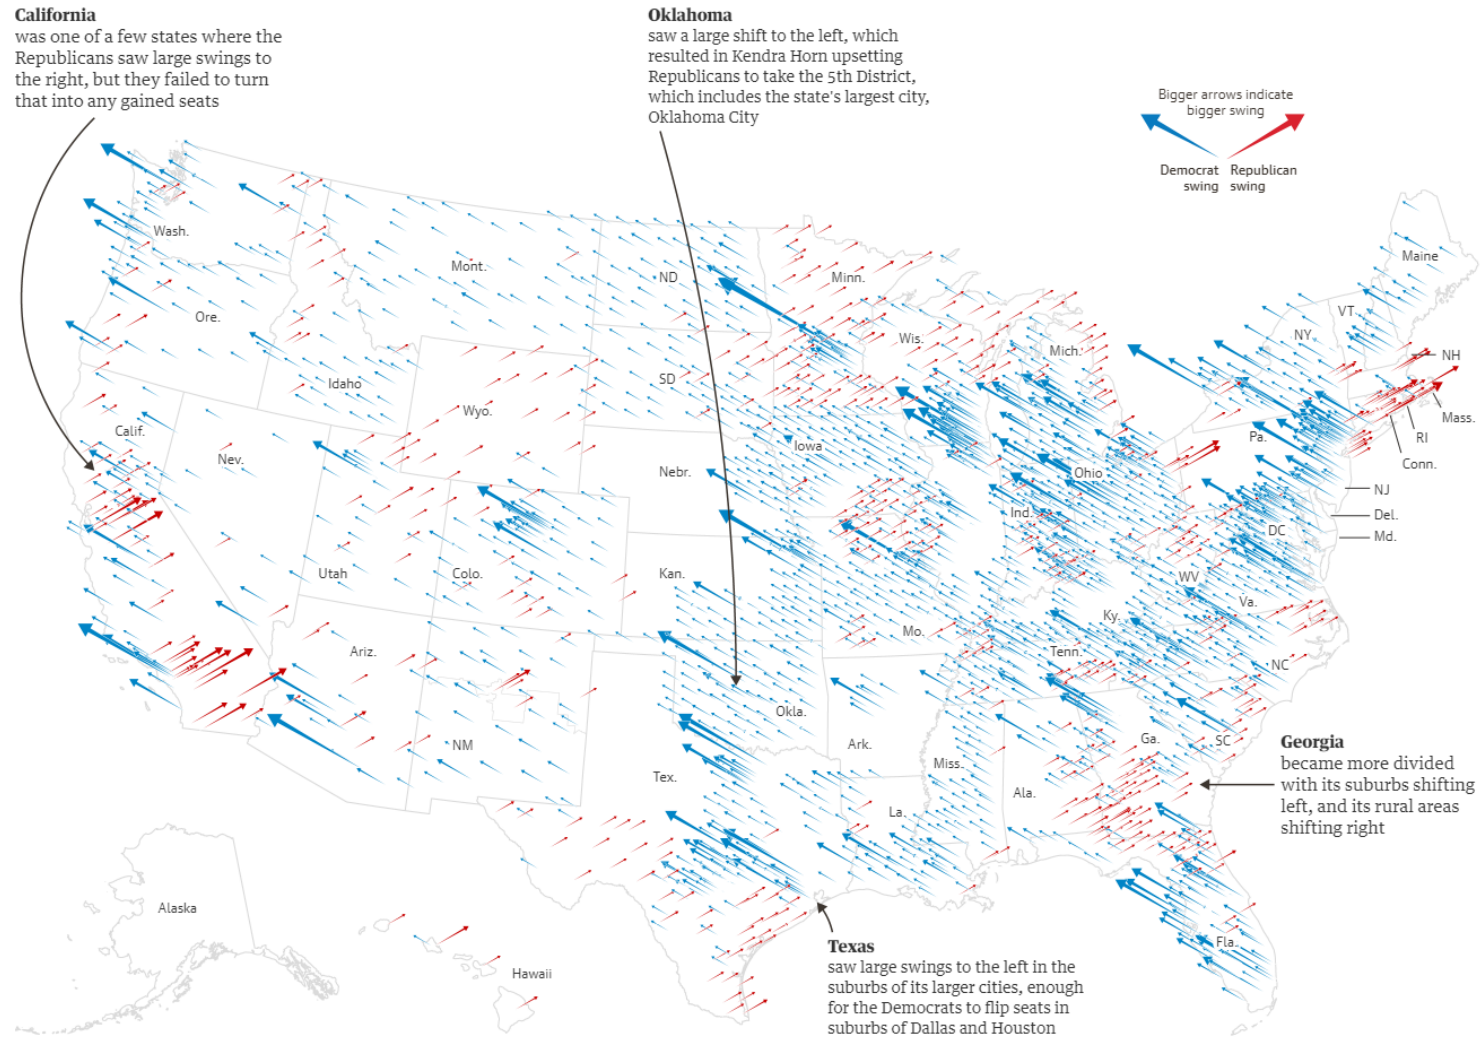 California
was one of a few states where the
Republicans saw large swings to
the right, but they failed to turn
that into any gained seats
Oklahoma
saw a large shift to the left, which
resulted in Kendra Horn upsetting
Republicans to take the 5th District,
which includes the state's largest city,
Oklahoma City
Bigger arrows indicate
bigger swing
Democrat
swing
Republican
swing
Wash.
Mont.
ND
Minn.
Maine
Ore.
VT
NY
Wis.
Mich.
NH
Idaho
SD
Wyo.
Mass.
Calif.
Pa.
RI
Nev.
Iowa
Conn.
Nebr.
Ohio
NJ
Ind.
Del.
DC
Md.
Utah
Colo.
Kan.
WV
Va.
Ky.
Mo.
Ariz.
Tenn.
NC
Okla.
NM
Ark.
Ga.
SC
Tex.
Miss.
Ala.
La.
Georgia
became more divided
with its suburbs shifting
left, and its rural areas
shifting right
Alaska
Hawaii
Fla.
Texas
saw large swings to the left in the
suburbs of its larger cities, enough
for the Democrats to flip seats in
suburbs of Dallas and Houston